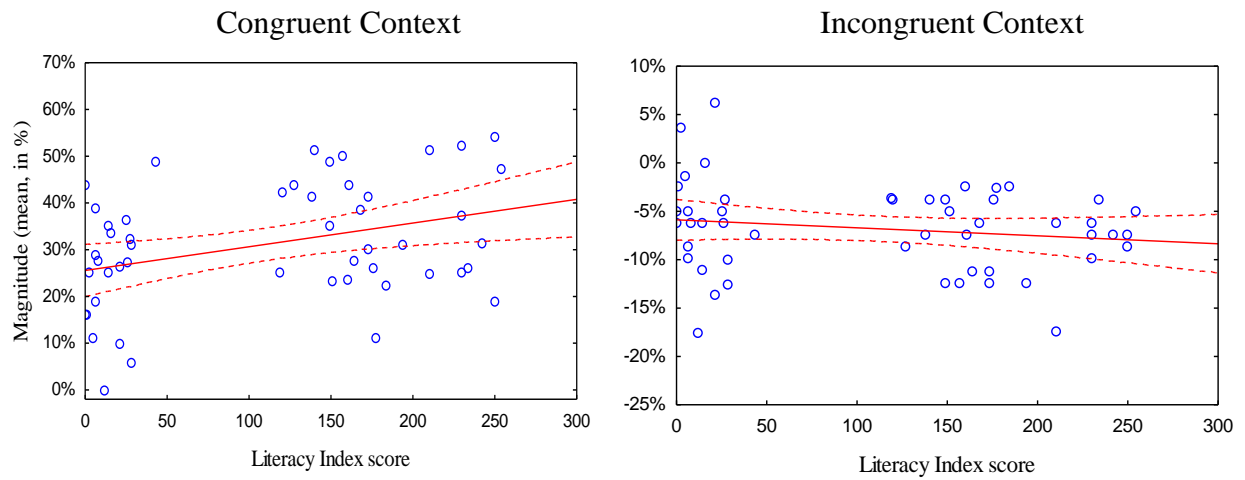 Congruent Context
Magnitude (mean, in %)
70%
60%
50%
40%
30%
20%
10%
0%
0 50 100 150 200 250 300
Literacy Index score
Incongruent Context
10%
5%
0%
-5%
-10%
-15%
-20%
-25%
0 50 100 150 200 250 300
Literacy Index score